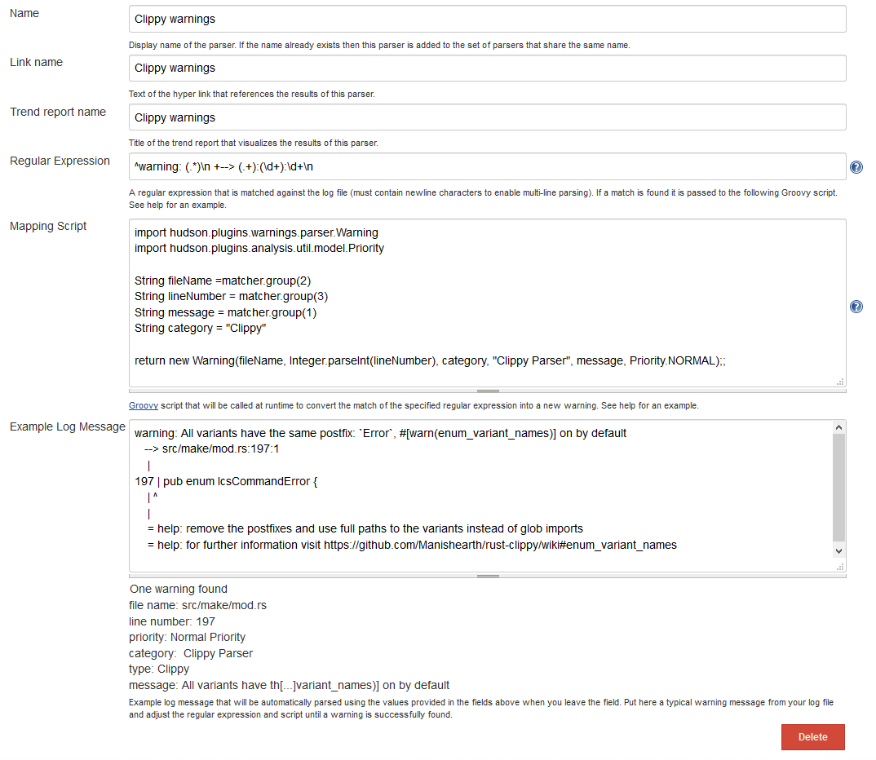 Name
Clippy warnings
Display name of the parser. If the name already exists then this parser is added to the set of parsers that share the same name.
Link name
Clippy warnings
Text of the hyper link that references the results of this parser.
Trend report name
Clippy warnings
Title of the trend report that visualizes the results of this parser.
Regular Expression
^warning: (.*)\n +--> (.+):(\d+):\d+\n
?
A regular expression that is matched against the log file (must contain newline characters to enable multi-line parsing). If a match is found it is passed to the following Groovy script.
See help for an example.
Mapping Script
import hudson.plugins.warnings.parser.Warning
import hudson.plugins.analysis.util.model.Priority
String fileName =matcher.group(2)
String lineNumber = matcher.group(3)
String message = matcher.group(1)
String category = "Clippy"
return new Warning(fileName, Integer.parseInt(lineNumber), category, "Clippy Parser", message, Priority.NORMAL);;
?
Groovy script that will be called at runtime to convert the match of the specified regular expression into a new warning. See help for an example.
Example Log Message
warning: All variants have the same postfix: `Error`, #[warn(enum_variant_names)] on by default
--> src/make/mod.rs:197:1
|
197 | pub enum IcsCommandError {
| ^
|
= help: remove the postfixes and use full paths to the variants instead of glob imports
= help: for further information visit https://github.com/Manishearth/rust-clippy/wiki#enum_variant_names
One warning found
file name: src/make/mod.rs
line number: 197
priority: Normal Priority
category: Clippy Parser
type: Clippy
message: All variants have th[...]variant_names)] on by default
Example log message that will be automatically parsed using the values provided in the fields above when you leave the field. Put here a typical warning message from your log file
and adjust the regular expression and script until a warning is successfully found.
Delete